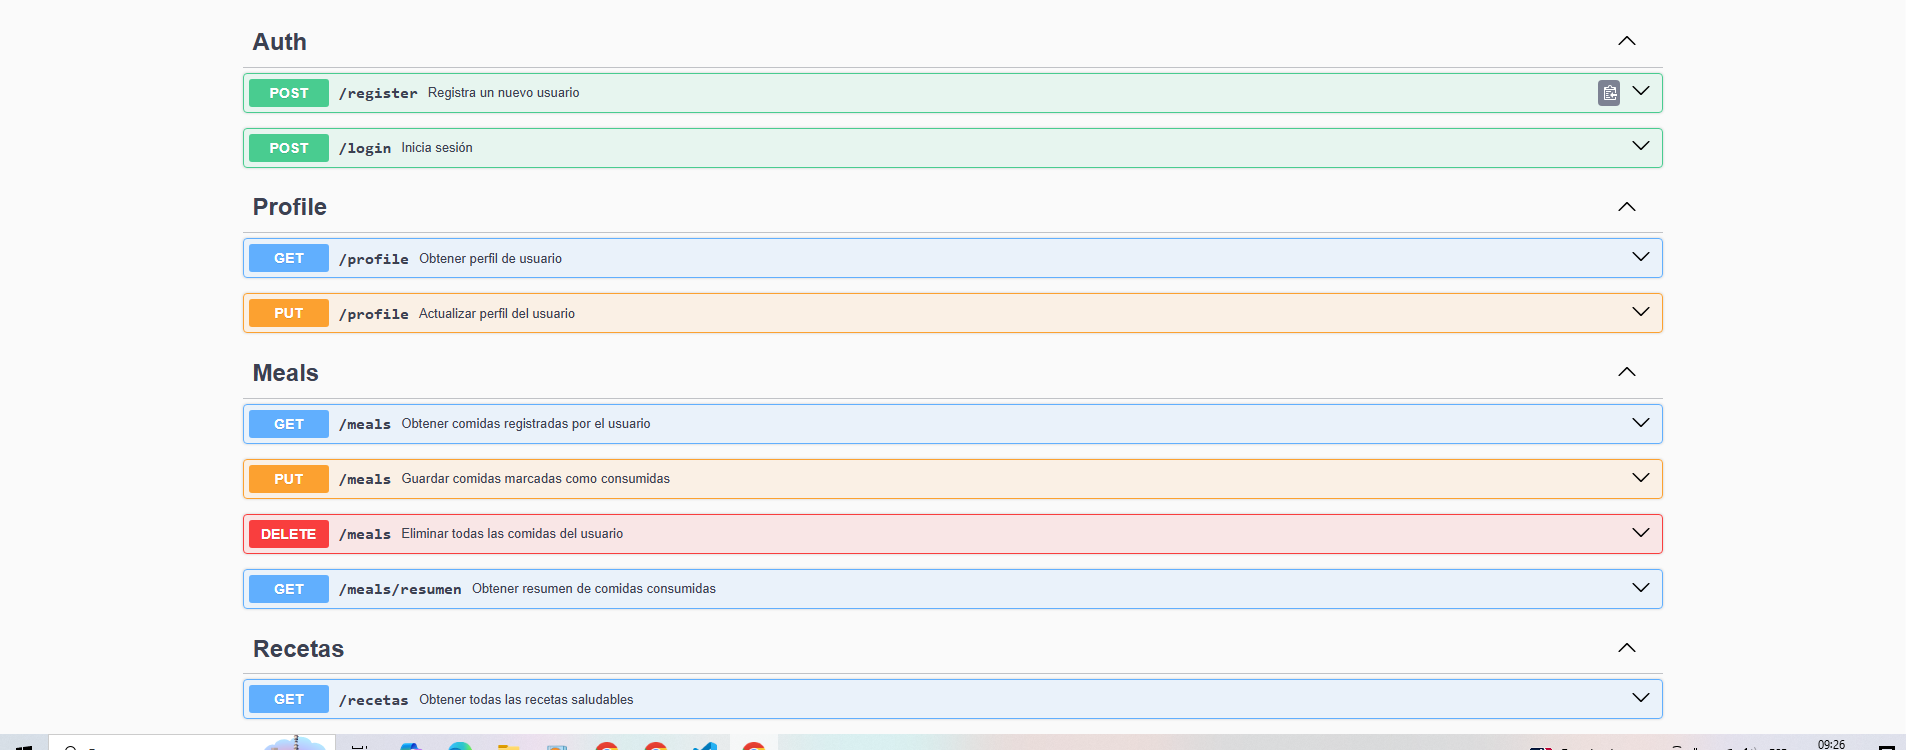 Auth
POST /register Registra un nuevo usuario
POST /login Inicia sesión
Profile
GET /profile Obtener perfil de usuario
PUT /profile Actualizar perfil del usuario
Meals
GET /meals Obtener comidas registradas por el usuario
PUT /meals Guardar comidas marcadas como consumidas
DELETE /meals Eliminar todas las comidas del usuario
GET /meals/resumen Obtener resumen de comidas consumidas
Recetas
GET /recetas Obtener todas las recetas saludables
09:26